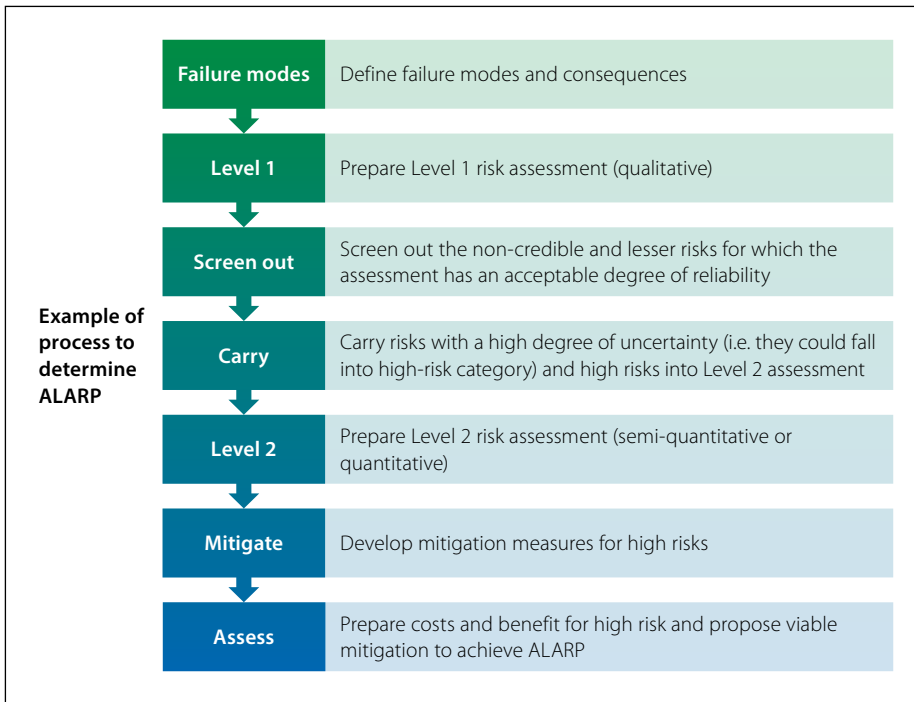 Failure modes
Define failure modes and consequences
Level 1
Prepare Level 1 risk assessment (qualitative)
Screen out
Screen out the non-credible and lesser risks for which the
assessment has an acceptable degree of reliability
Example of
process to
determine
ALARP
Carry
Carry risks with a high degree of uncertainty (i.e. they could fall
into high-risk category) and high risks into Level 2 assessment
Level 2
Prepare Level 2 risk assessment (semi-quantitative or
quantitative)
Mitigate
Develop mitigation measures for high risks
Assess
Prepare costs and benefit for high risk and propose viable
mitigation to achieve ALARP